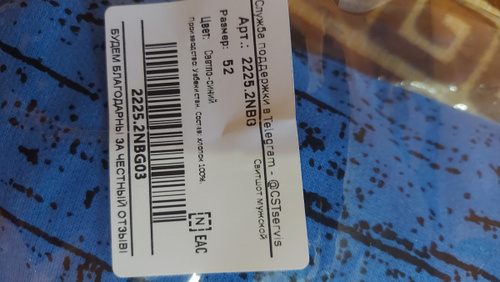 Служба поддержки в Telegram - @CSTservis
Свитшот мужской
Арт.: 2225.2NBG
Размер: 52
Цвет: Светло-синий
Производство: Узбекистан. Состав: хлопок 100%.
[N] EAC
2225.2NBG03
БУДЕМ БЛАГОДАРНЫ ЗА ЧЕСТНЫЙ ОТЗЫВ!